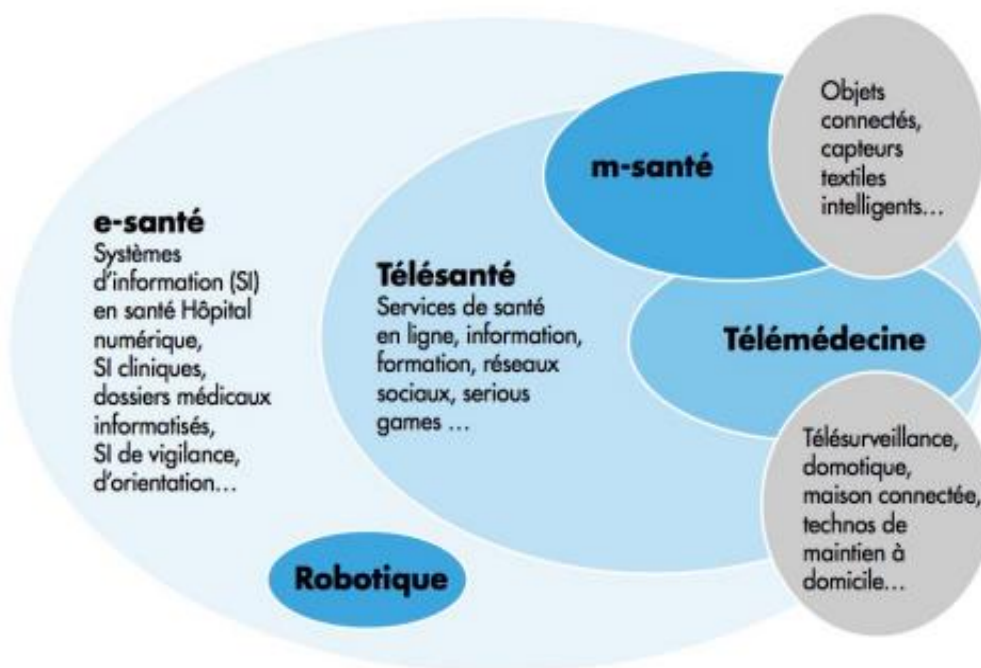 e-santé
Systèmes
d'information (SI)
en santé Hôpital
numérique,
SI cliniques,
dossiers médicaux
informatisés,
SI de vigilance,
d'orientation...
Télésanté
Services de santé
en ligne, information,
formation, réseaux
sociaux, serious
games ...
m-santé
Objets
connectés,
capteurs
textiles
intelligents...
Télémédecine
Télésurveillance,
domotique,
maison connectée,
technos de
maintien à
domicile...
Robotique